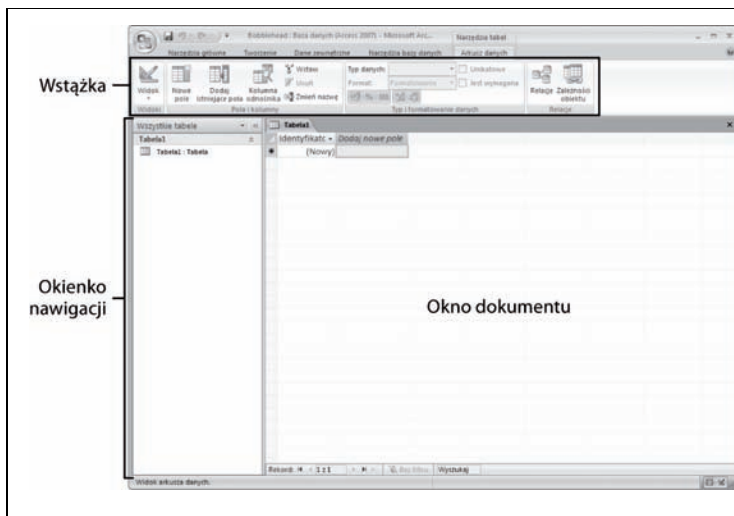 Bobblehead : Baza danych (Access 2007) - Microsoft Acc...
Narzędzia tabel
Narzędzia główne Tworzenie Dane zewnętrzne Narzędzia bazy danych Arkusz danych
Wstążka
Widok
Nowe pole
Dodaj istniejące pola
Kolumna odnośnika
Wstaw
Usuń
Zmień nazwę
Typ danych:
Format: Formatowanie
Unikatowe
Jest wymagane
Relacje
Zależności obiektu
Widoki
Pola i kolumny
Typ i formatowanie danych
Relacje
Wszystkie tabele
Tabela1
Tabela1 : Tabela
Tabela1
Identyfikato
Dodaj nowe pole
(Nowy)
Okienko
nawigacji
Okno dokumentu
Rekord: 1 z 1
Bez filtru
Wyszukaj
Widok arkusza danych.